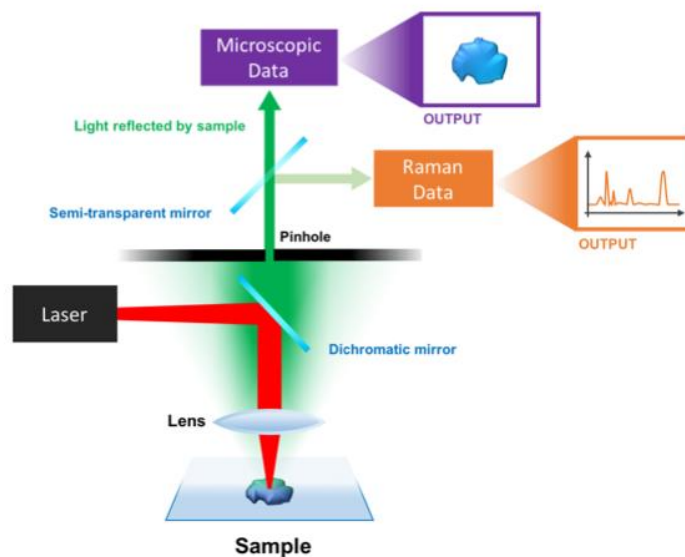 Microscopic
Data
OUTPUT
Light reflected by sample
Raman
Data
OUTPUT
Semi-transparent mirror
Pinhole
Laser
Dichromatic mirror
Lens
Sample